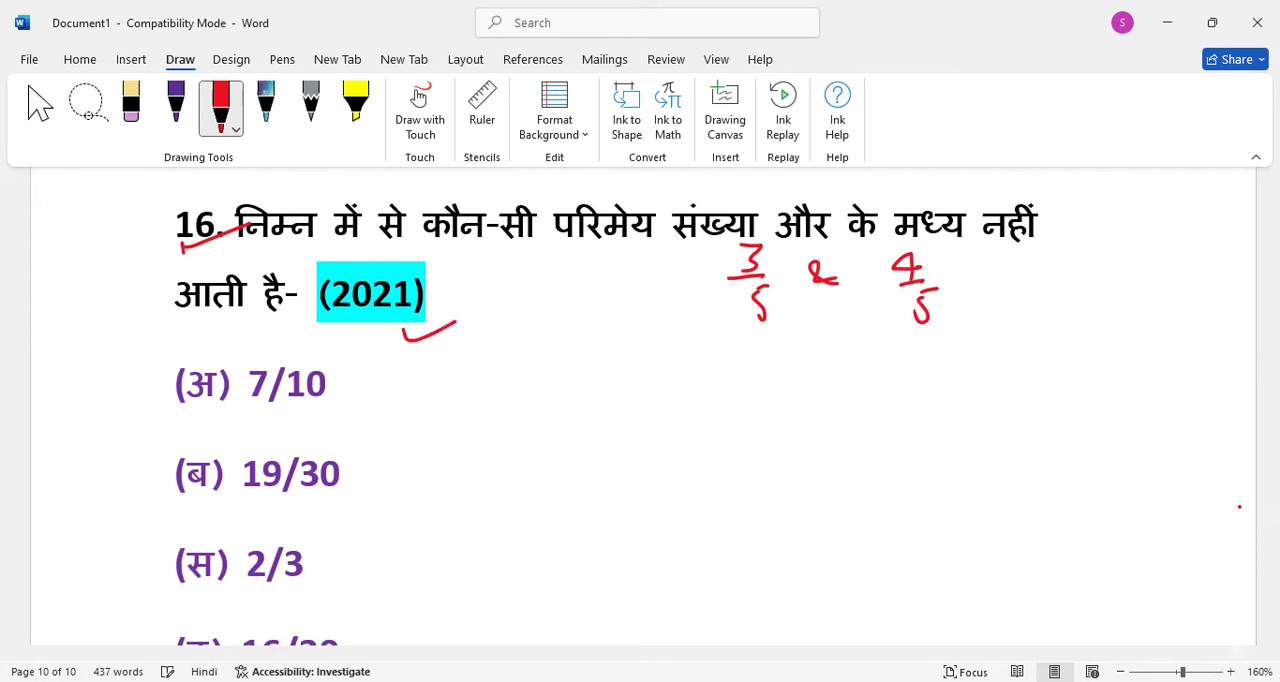 Document1 - Compatibility Mode - Word
Search
S
File Home Insert Draw Design Pens New Tab New Tab Layout References Mailings Review View Help
Share
Draw with Touch
Ruler
Format Background
Ink to Shape
Ink to Math
Drawing Canvas
Ink Replay
Ink Help
Drawing Tools Touch Stencils Edit Convert Insert Replay Help
16. निम्न में से कौन-सी परिमेय संख्या और के मध्य नहीं
3/5 & 4/5
आती है- (2021)
(अ) 7/10
(ब) 19/30
(स) 2/3
Page 10 of 10 437 words Hindi Accessibility: Investigate Focus 160%